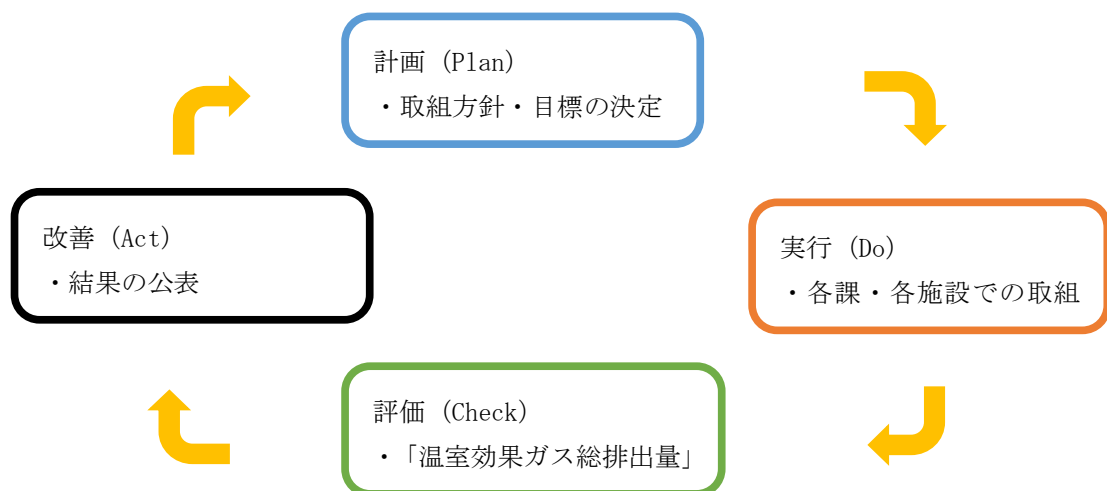 計画（Plan）
・取組方針・目標の決定
実行（Do）
・各課・各施設での取組
評価（Check）
・「温室効果ガス総排出量」
改善（Act）
・結果の公表